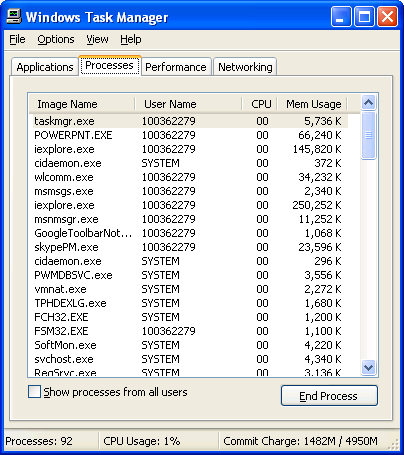 Windows Task Manager
File Options View Help
Applications Processes Performance Networking
Image Name User Name CPU Mem Usage
taskmgr.exe 100362279 00 5,736 K
POWERPNT.EXE 100362279 00 66,240 K
iexplore.exe 100362279 00 145,820 K
cidaemon.exe SYSTEM 00 372 K
wlcomm.exe 100362279 00 34,232 K
msmsgs.exe 100362279 00 2,340 K
iexplore.exe 100362279 00 250,252 K
msnmsgr.exe 100362279 00 11,252 K
GoogleToolbarNot... 100362279 00 1,068 K
skypePM.exe 100362279 00 23,596 K
cidaemon.exe SYSTEM 00 296 K
PWMDBSVC.exe SYSTEM 00 3,556 K
vmnat.exe SYSTEM 00 2,272 K
TPHDEXLG.exe SYSTEM 00 1,680 K
FCH32.EXE SYSTEM 00 1,200 K
FSM32.EXE 100362279 00 1,100 K
SoftMon.exe SYSTEM 00 4,220 K
svchost.exe SYSTEM 00 4,340 K
RegSrvc.exe SYSTEM 00 3,136 K
Show processes from all users End Process
Processes: 92 CPU Usage: 1% Commit Charge: 1482M / 4950M